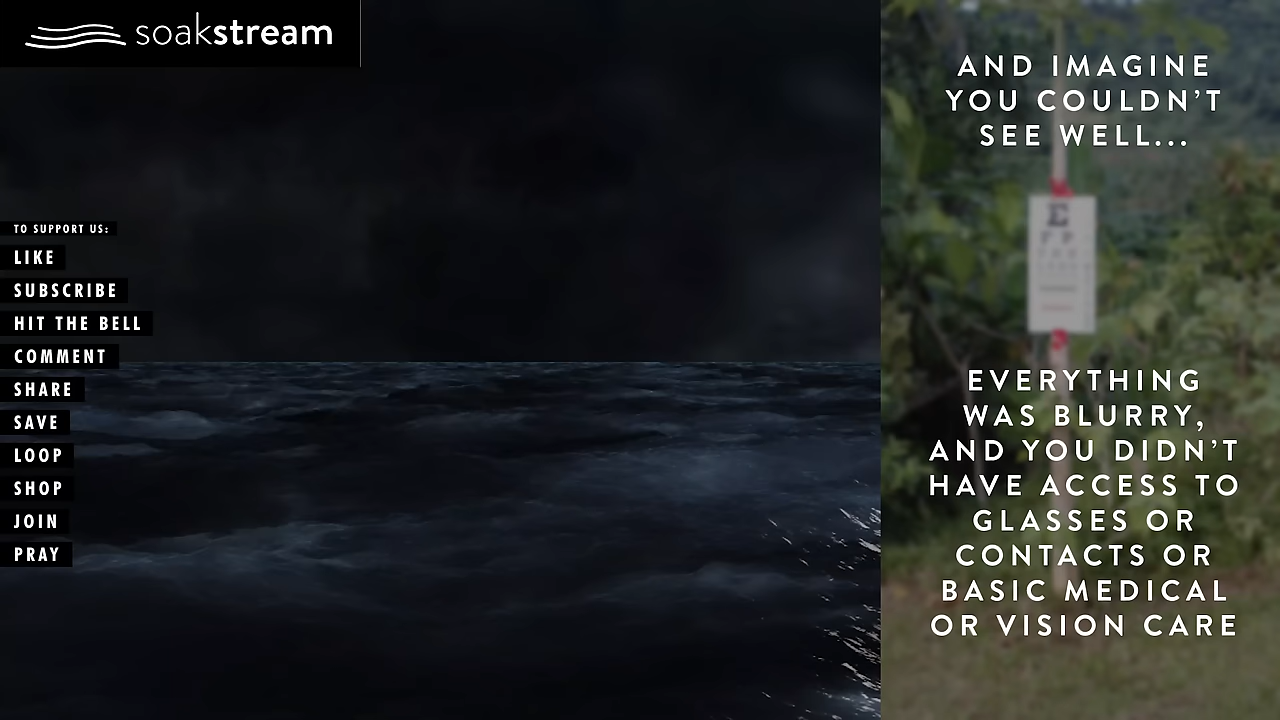 soakstream
TO SUPPORT US:
LIKE
SUBSCRIBE
HIT THE BELL
COMMENT
SHARE
SAVE
LOOP
SHOP
JOIN
PRAY
AND IMAGINE
YOU COULDN'T
SEE WELL...
E
F P
EVERYTHING
WAS BLURRY,
AND YOU DIDN'T
HAVE ACCESS TO
GLASSES OR
CONTACTS OR
BASIC MEDICAL
OR VISION CARE